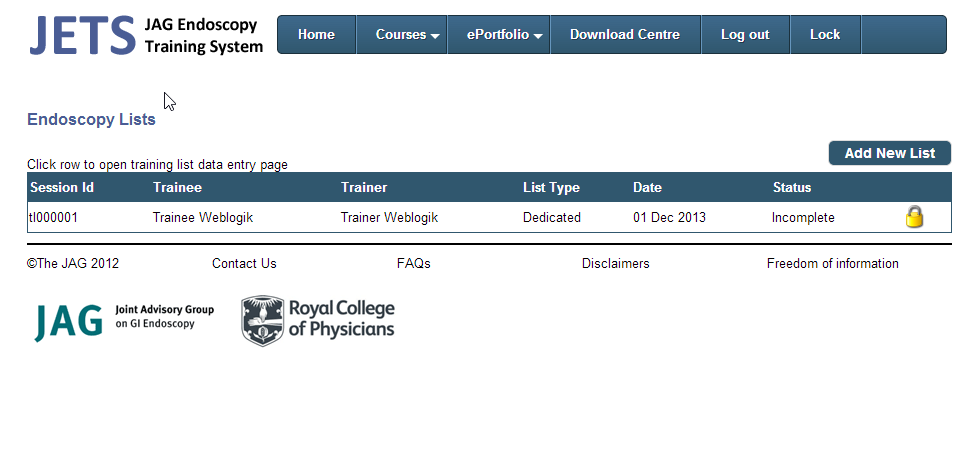 JETS JAG Endoscopy
Training System
Home Courses ePortfolio Download Centre Log out Lock
Endoscopy Lists
Click row to open training list data entry page
Add New List
Session Id Trainee Trainer List Type Date Status
tl000001 Trainee Weblogik Trainer Weblogik Dedicated 01 Dec 2013 Incomplete
©The JAG 2012 Contact Us FAQs Disclaimers Freedom of information
JAG Joint Advisory Group
on GI Endoscopy
Royal College
of Physicians